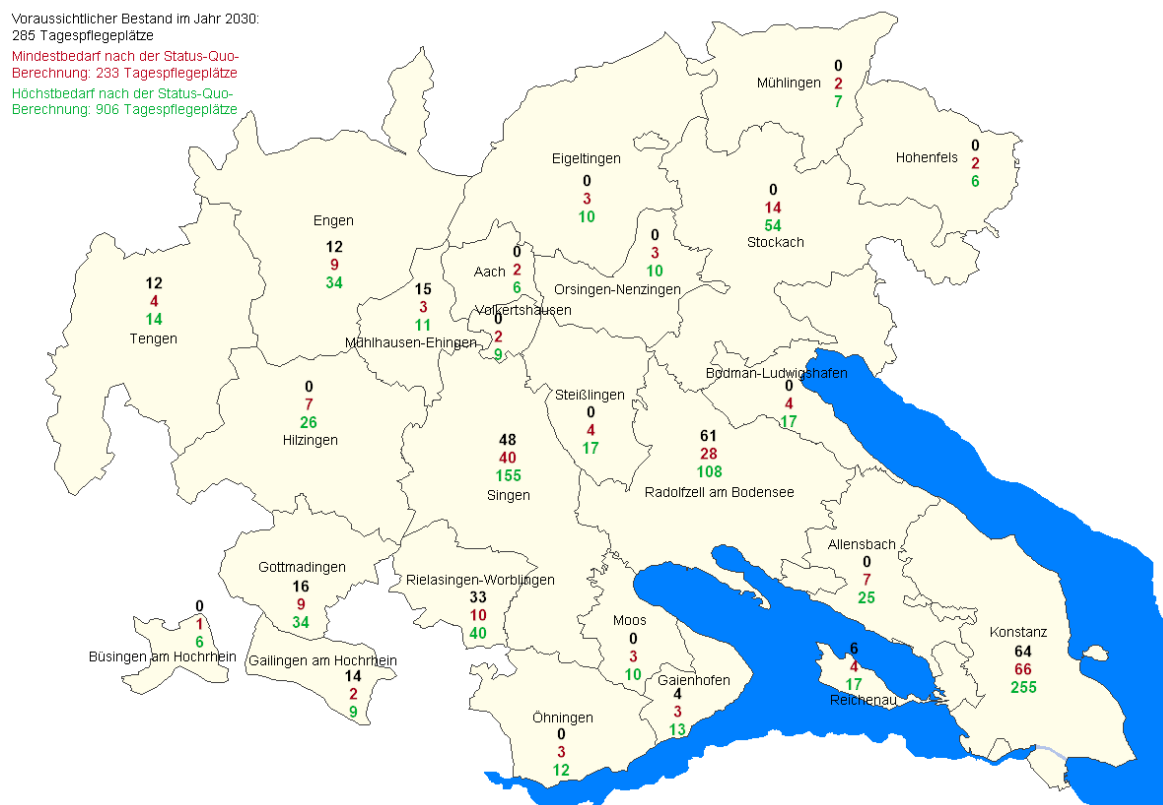 Voraussichtlicher Bestand im Jahr 2030:
285 Tagespflegeplätze
Mindestbedarf nach der Status-Quo-
Berechnung: 233 Tagespflegeplätze
Höchstbedarf nach der Status-Quo-
Berechnung: 906 Tagespflegeplätze
Mühlingen
0
2
7
Hohenfels
0
2
6
Eigeltingen
0
3
10
0
14
54
Stockach
Engen
12
9
34
Aach
0
2
6
0
3
10
Orsingen-Nenzingen
12
4
14
Tengen
15
3
11
Mühlhausen-Ehingen
Volkertshausen
0
2
9
Bodman-Ludwigshafen
0
4
17
0
7
26
Hilzingen
Steißlingen
0
4
17
48
40
155
Singen
61
28
108
Radolfzell am Bodensee
Allensbach
0
7
25
Gottmadingen
16
9
34
Rielasingen-Worblingen
33
10
40
0
1
6
Büsingen am Hochrhein
Gailingen am Hochrhein
14
2
9
Moos
0
3
10
Gaienhofen
4
3
13
6
4
17
Reichenau
Konstanz
64
66
255
Öhningen
0
3
12